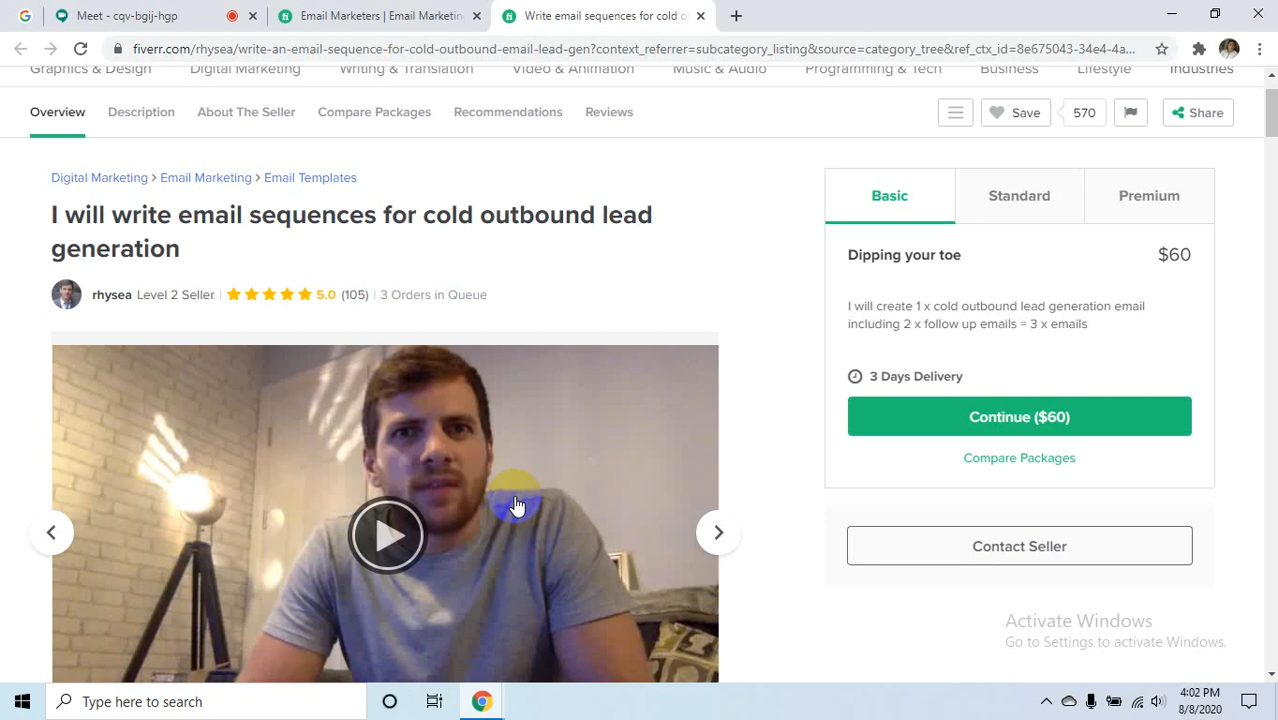 Meet - cqv-bgij-hyg
Email Marketers | Email Marketing
Write email sequences for cold o
fiverr.com/rhysea/write-an-email-sequence-for-cold-outbound-email-lead-gen?context_referrer=subcategory_listing&source=category_tree&ref_ctx_id=8e675043-34e4-4a...
Graphics & Design
Digital Marketing
Writing & Translation
Video & Animation
Music & Audio
Programming & Tech
Business
Lifestyle
Industries
Overview
Description
About The Seller
Compare Packages
Recommendations
Reviews
Save
570
Share
Digital Marketing > Email Marketing > Email Templates
I will write email sequences for cold outbound lead
generation
rhysea Level 2 Seller | 5.0 (105) | 3 Orders in Queue
Basic
Standard
Premium
Dipping your toe
$60
I will create 1 x cold outbound lead generation email
including 2 x follow up emails = 3 x emails
3 Days Delivery
Continue ($60)
Compare Packages
Contact Seller
Activate Windows
Go to Settings to activate Windows.
Type here to search
4:02 PM
8/8/2020